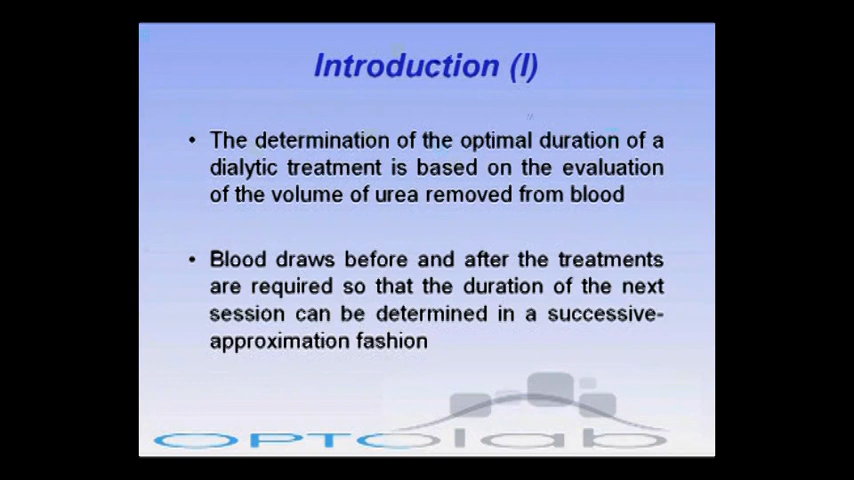 Introduction (I)
• The determination of the optimal duration of a
dialytic treatment is based on the evaluation
of the volume of urea removed from blood
• Blood draws before and after the treatments
are required so that the duration of the next
session can be determined in a successive-
approximation fashion
OPTOlab